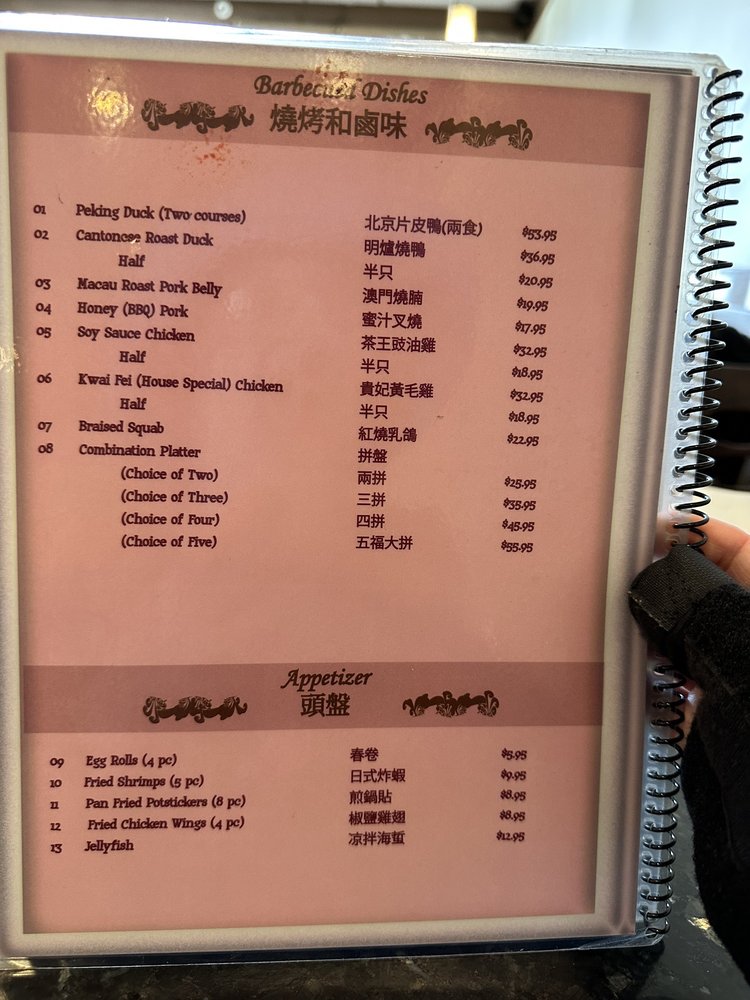 Barbecued Dishes
燒烤和鹵味
01 Peking Duck (Two courses) 北京片皮鴨(兩食) $53.95
02 Cantonese Roast Duck 明爐燒鴨 $36.95
Half 半只 $20.95
03 Macau Roast Pork Belly 澳門燒腩 $19.95
04 Honey (BBQ) Pork 蜜汁叉燒 $17.95
05 Soy Sauce Chicken 茶王豉油雞 $32.95
Half 半只 $18.95
06 Kwai Fei (House Special) Chicken 貴妃黃毛雞 $32.95
Half 半只 $18.95
07 Braised Squab 紅燒乳鴿 $22.95
08 Combination Platter 拼盤
(Choice of Two) 兩拼 $25.95
(Choice of Three) 三拼 $35.95
(Choice of Four) 四拼 $45.95
(Choice of Five) 五福大拼 $55.95
Appetizer
頭盤
09 Egg Rolls (4 pc) 春卷 $5.95
10 Fried Shrimps (5 pc) 日式炸蝦 $9.95
11 Pan Fried Potstickers (8 pc) 煎鍋貼 $8.95
12 Fried Chicken Wings (4 pc) 椒鹽雞翅 $8.95
13 Jellyfish 凉拌海蜇 $12.95